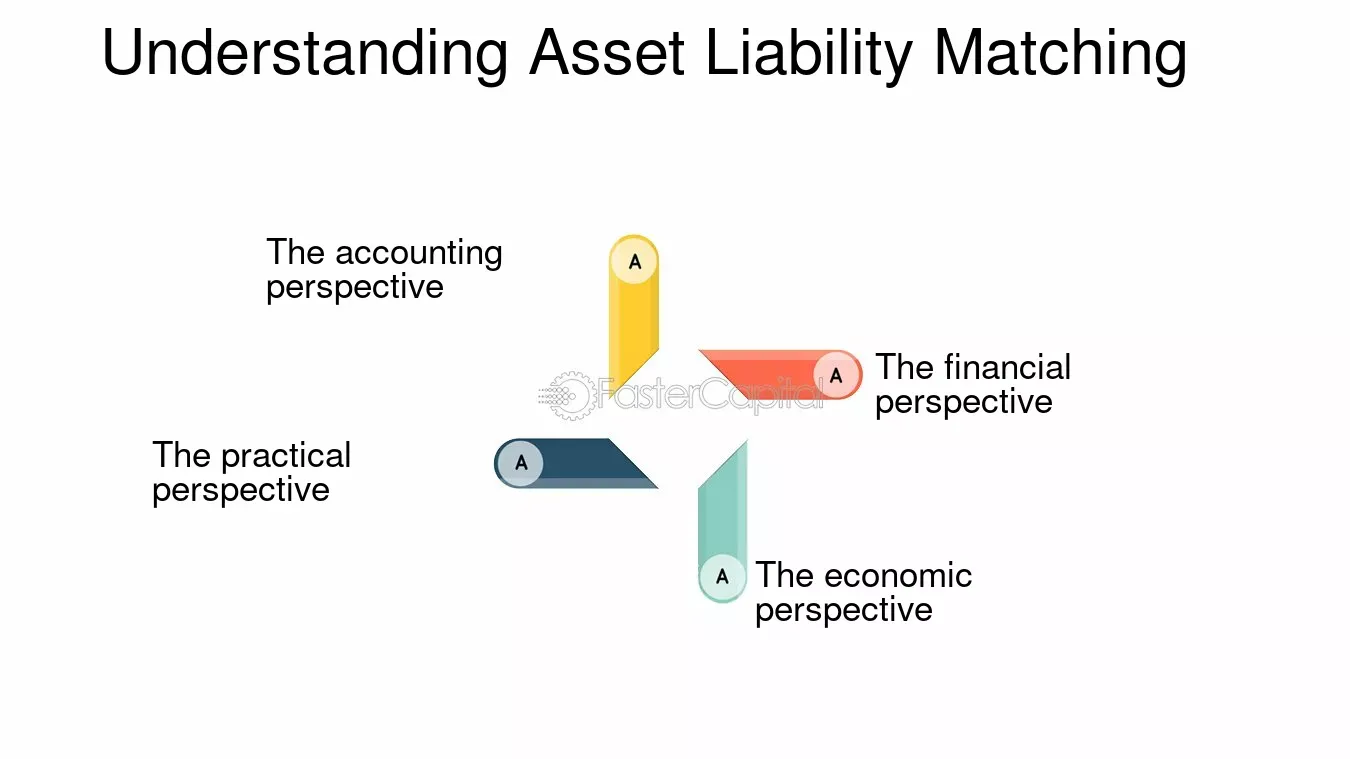 Understanding Asset Liability Matching
The accounting
perspective
A
A
The financial
perspective
FasterCapital
The practical
perspective
A
A
The economic
perspective